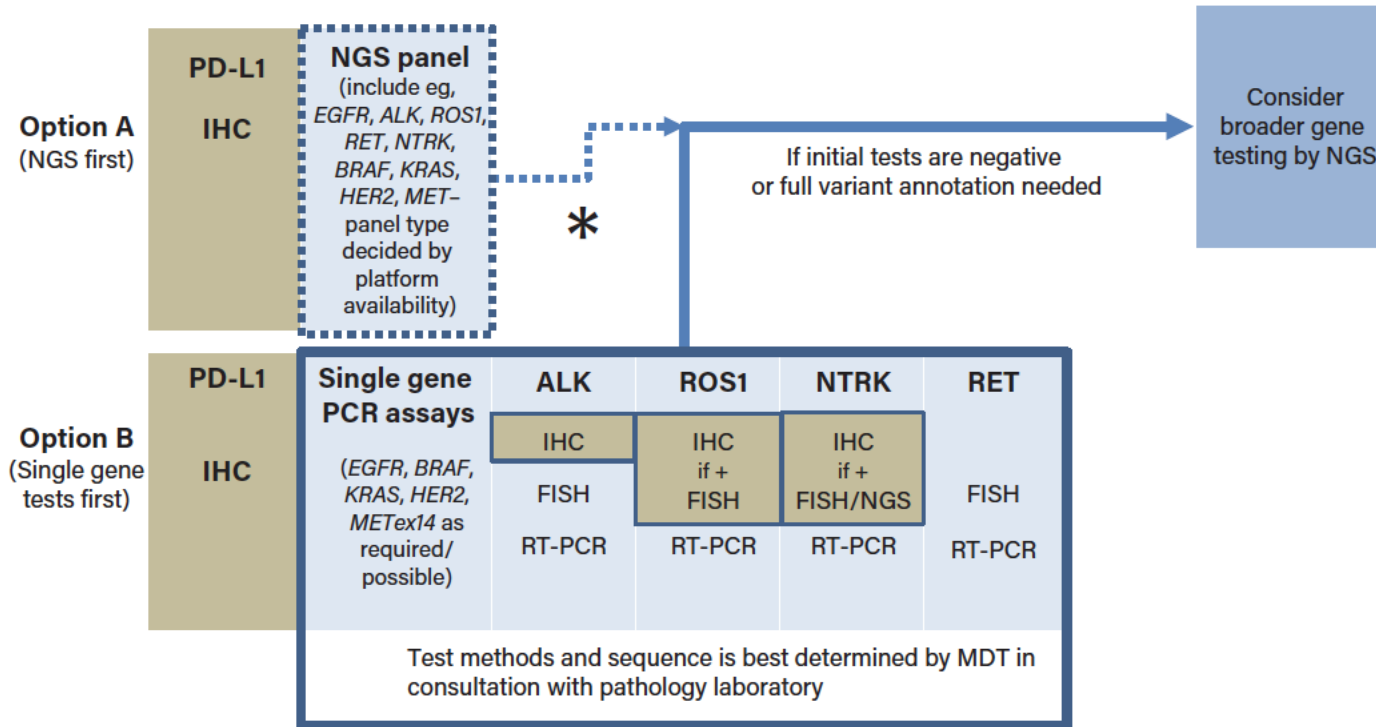 Option A
(NGS first)
PD-L1
IHC
NGS panel
(include eg,
EGFR, ALK, ROS1,
RET, NTRK,
BRAF, KRAS,
HER2, MET–
panel type
decided by
platform
availability)
*
If initial tests are negative
or full variant annotation needed
Consider
broader gene
testing by NGS
Option B
(Single gene
tests first)
PD-L1
IHC
Single gene
PCR assays
(EGFR, BRAF,
KRAS, HER2,
METex14 as
required/
possible)
ALK
IHC
FISH
RT-PCR
ROS1
IHC
if +
FISH
RT-PCR
NTRK
IHC
if +
FISH/NGS
RT-PCR
RET
FISH
RT-PCR
Test methods and sequence is best determined by MDT in
consultation with pathology laboratory